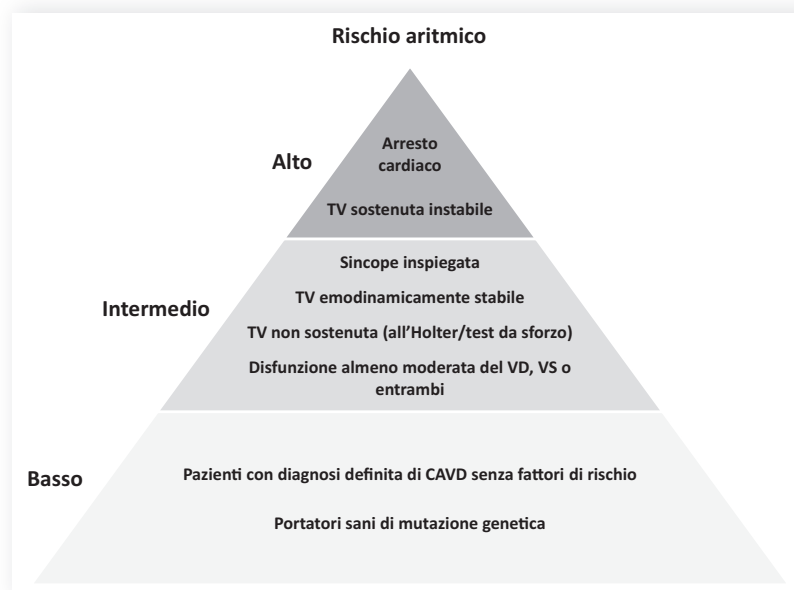 Rischio aritmico
Alto
Arresto
cardiaco
TV sostenuta instabile
Intermedio
Sincope inspiegata
TV emodinamicamente stabile
TV non sostenuta (all’Holter/test da sforzo)
Disfunzione almeno moderata del VD, VS o
entrambi
Basso
Pazienti con diagnosi definita di CAVD senza fattori di rischio
Portatori sani di mutazione genetica